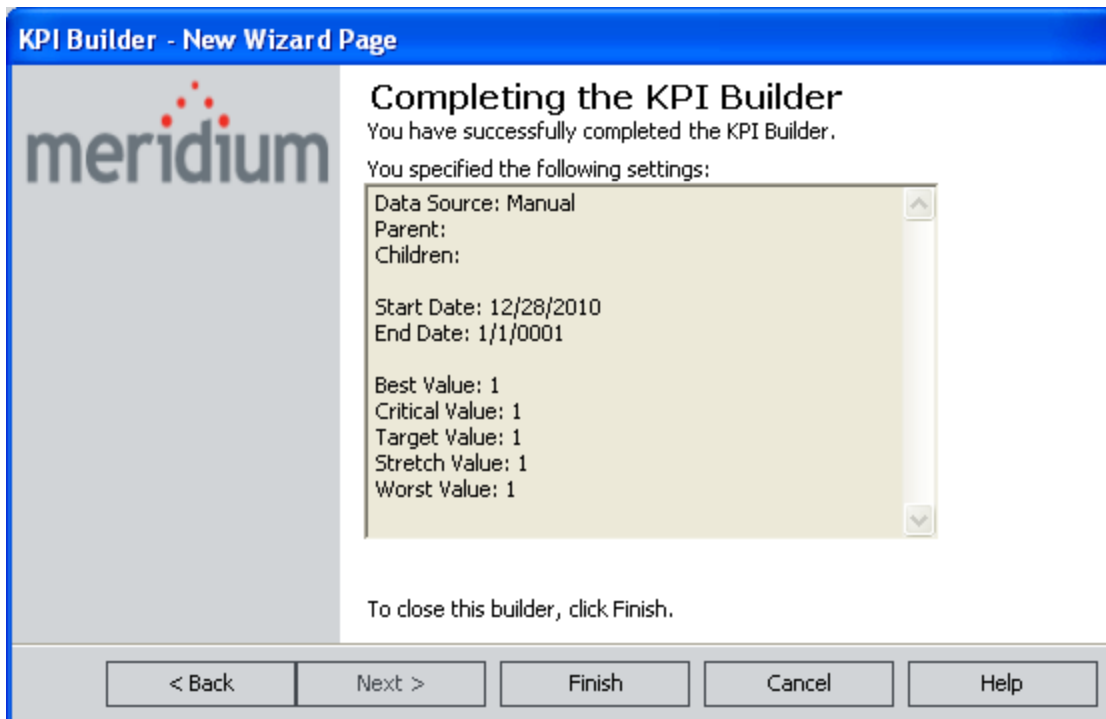 KPI Builder - New Wizard Page
meridium
Completing the KPI Builder
You have successfully completed the KPI Builder.
You specified the following settings:
Data Source: Manual
Parent:
Children:
Start Date: 12/28/2010
End Date: 1/1/0001
Best Value: 1
Critical Value: 1
Target Value: 1
Stretch Value: 1
Worst Value: 1
To close this builder, click Finish.
< Back Next > Finish Cancel Help